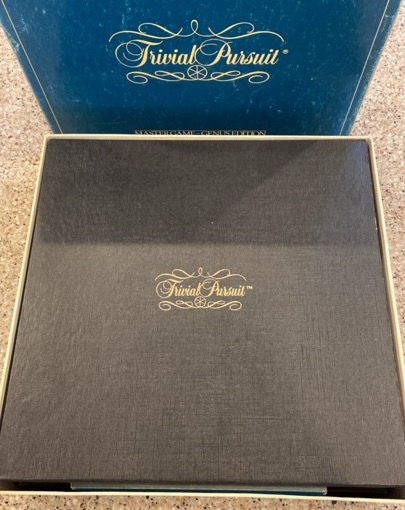 Trivial Pursuit®
MASTER GAME - GENUS EDITION
Trivial Pursuit™